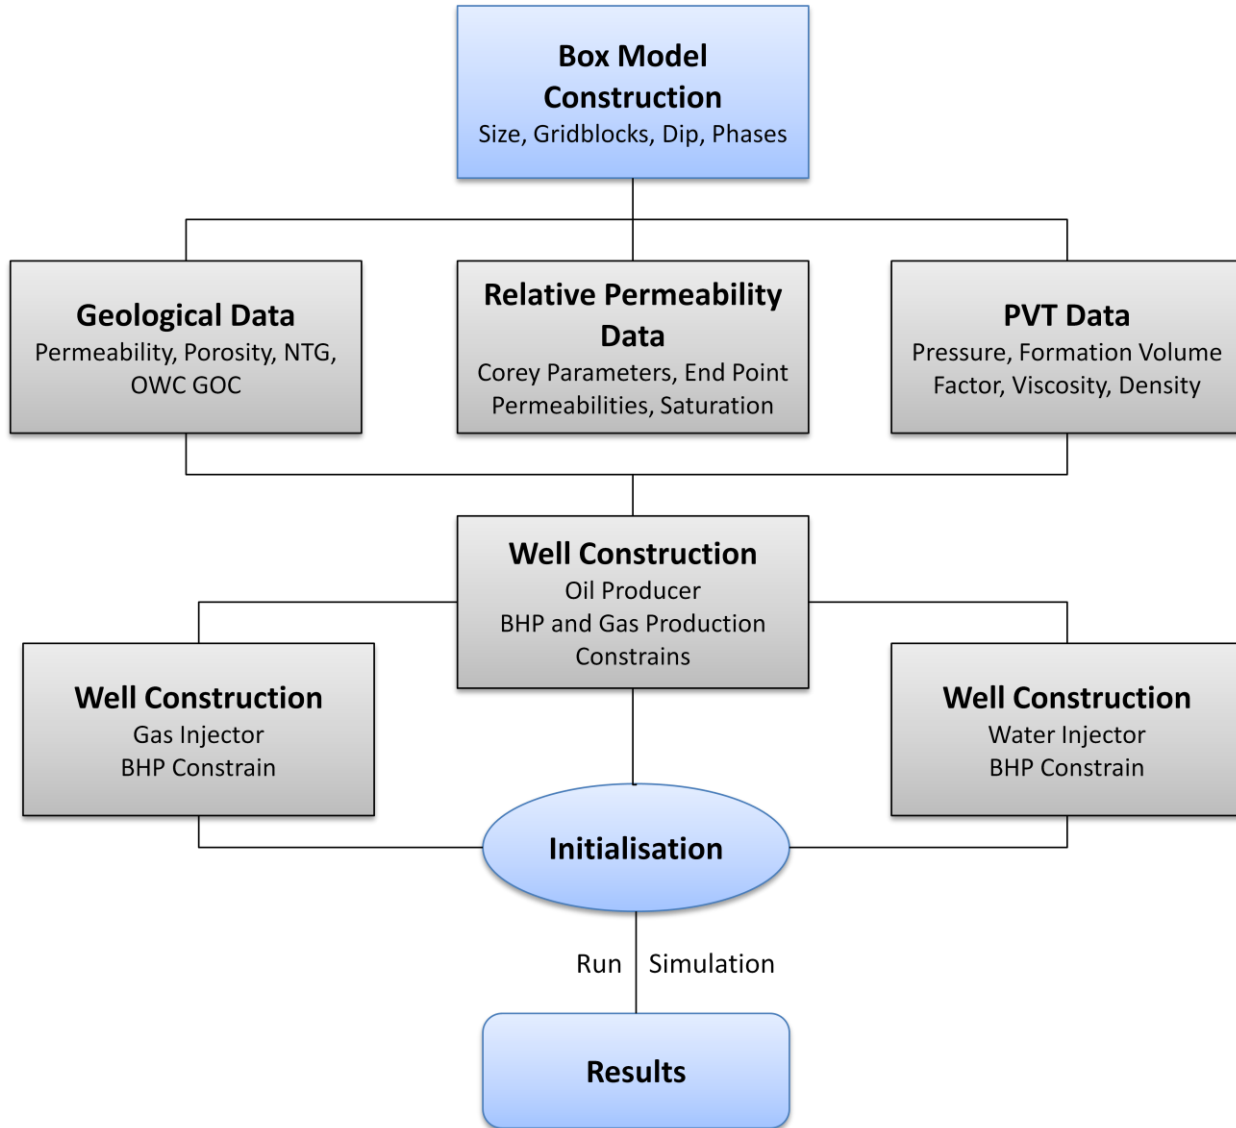 Box Model
Construction
Size, Gridblocks, Dip, Phases
Geological Data
Permeability, Porosity, NTG,
OWC GOC
Relative Permeability
Data
Corey Parameters, End Point
Permeabilities, Saturation
PVT Data
Pressure, Formation Volume
Factor, Viscosity, Density
Well Construction
Oil Producer
BHP and Gas Production
Constrains
Well Construction
Gas Injector
BHP Constrain
Well Construction
Water Injector
BHP Constrain
Initialisation
Run Simulation
Results